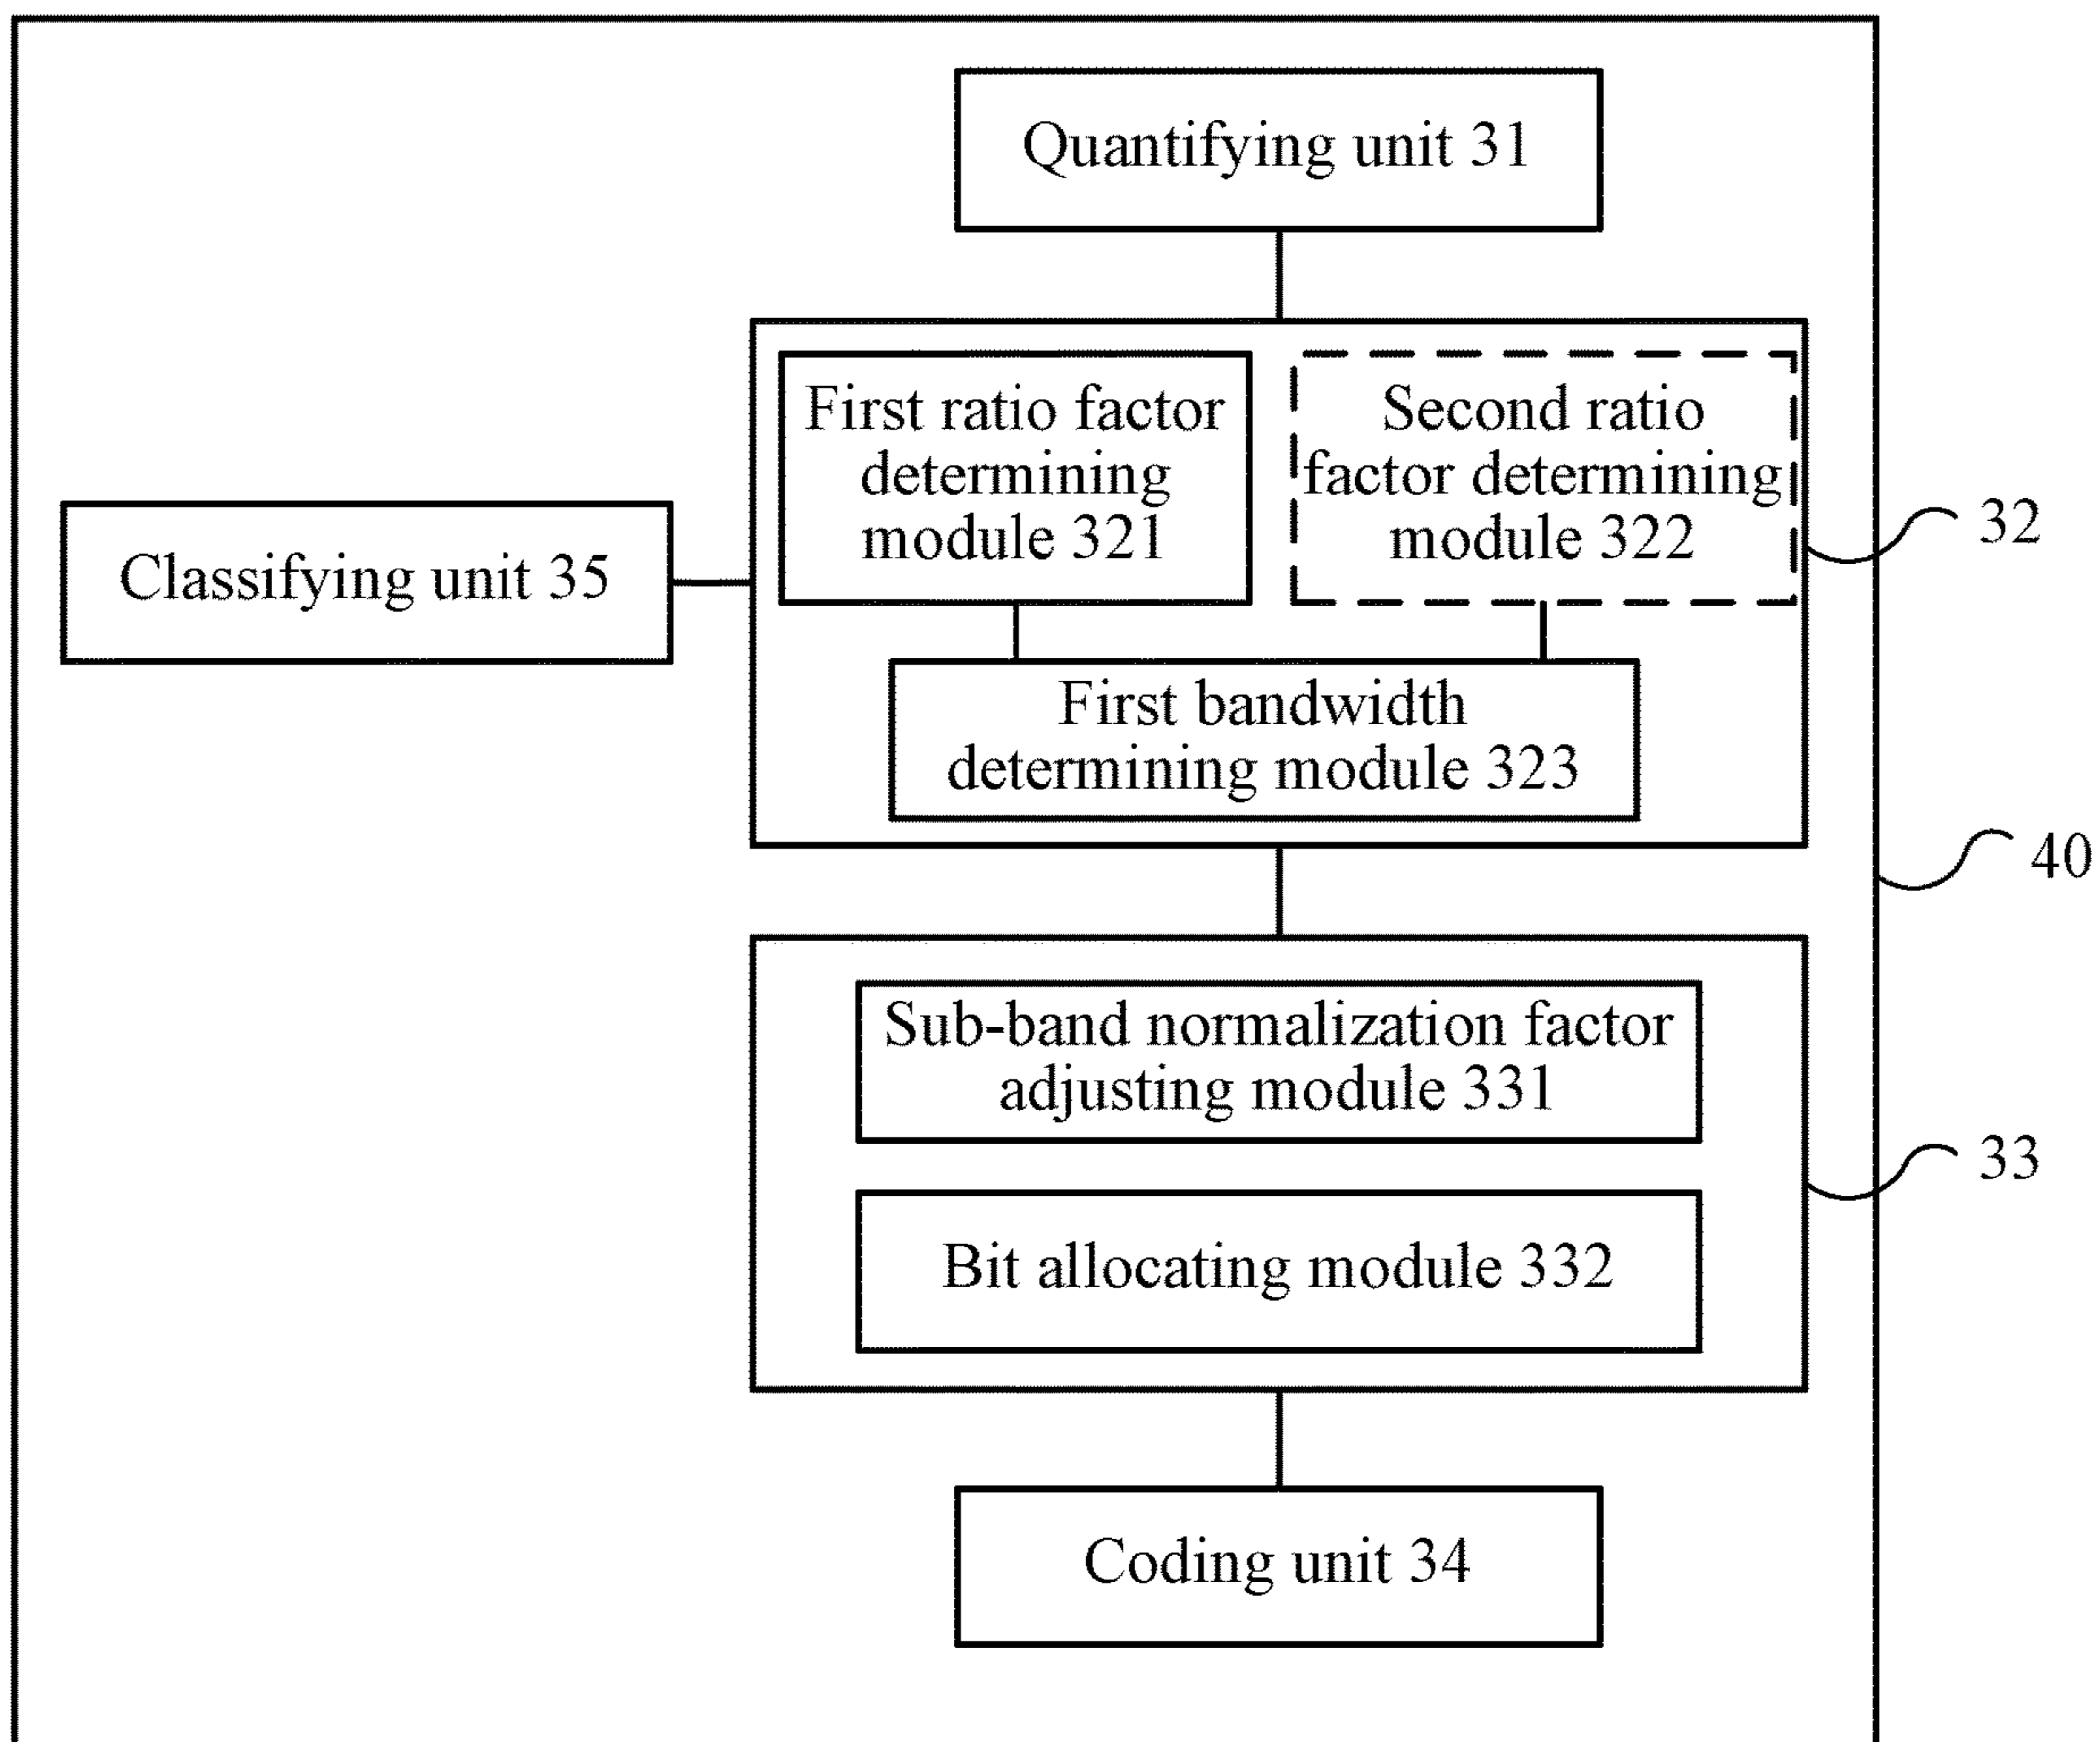 Quantifying unit 31
First ratio factor
determining
module 321
Second ratio
factor determining
module 322
32
Classifying unit 35
First bandwidth
determining module 323
40
Sub-band normalization factor
adjusting module 331
33
Bit allocating module 332
Coding unit 34